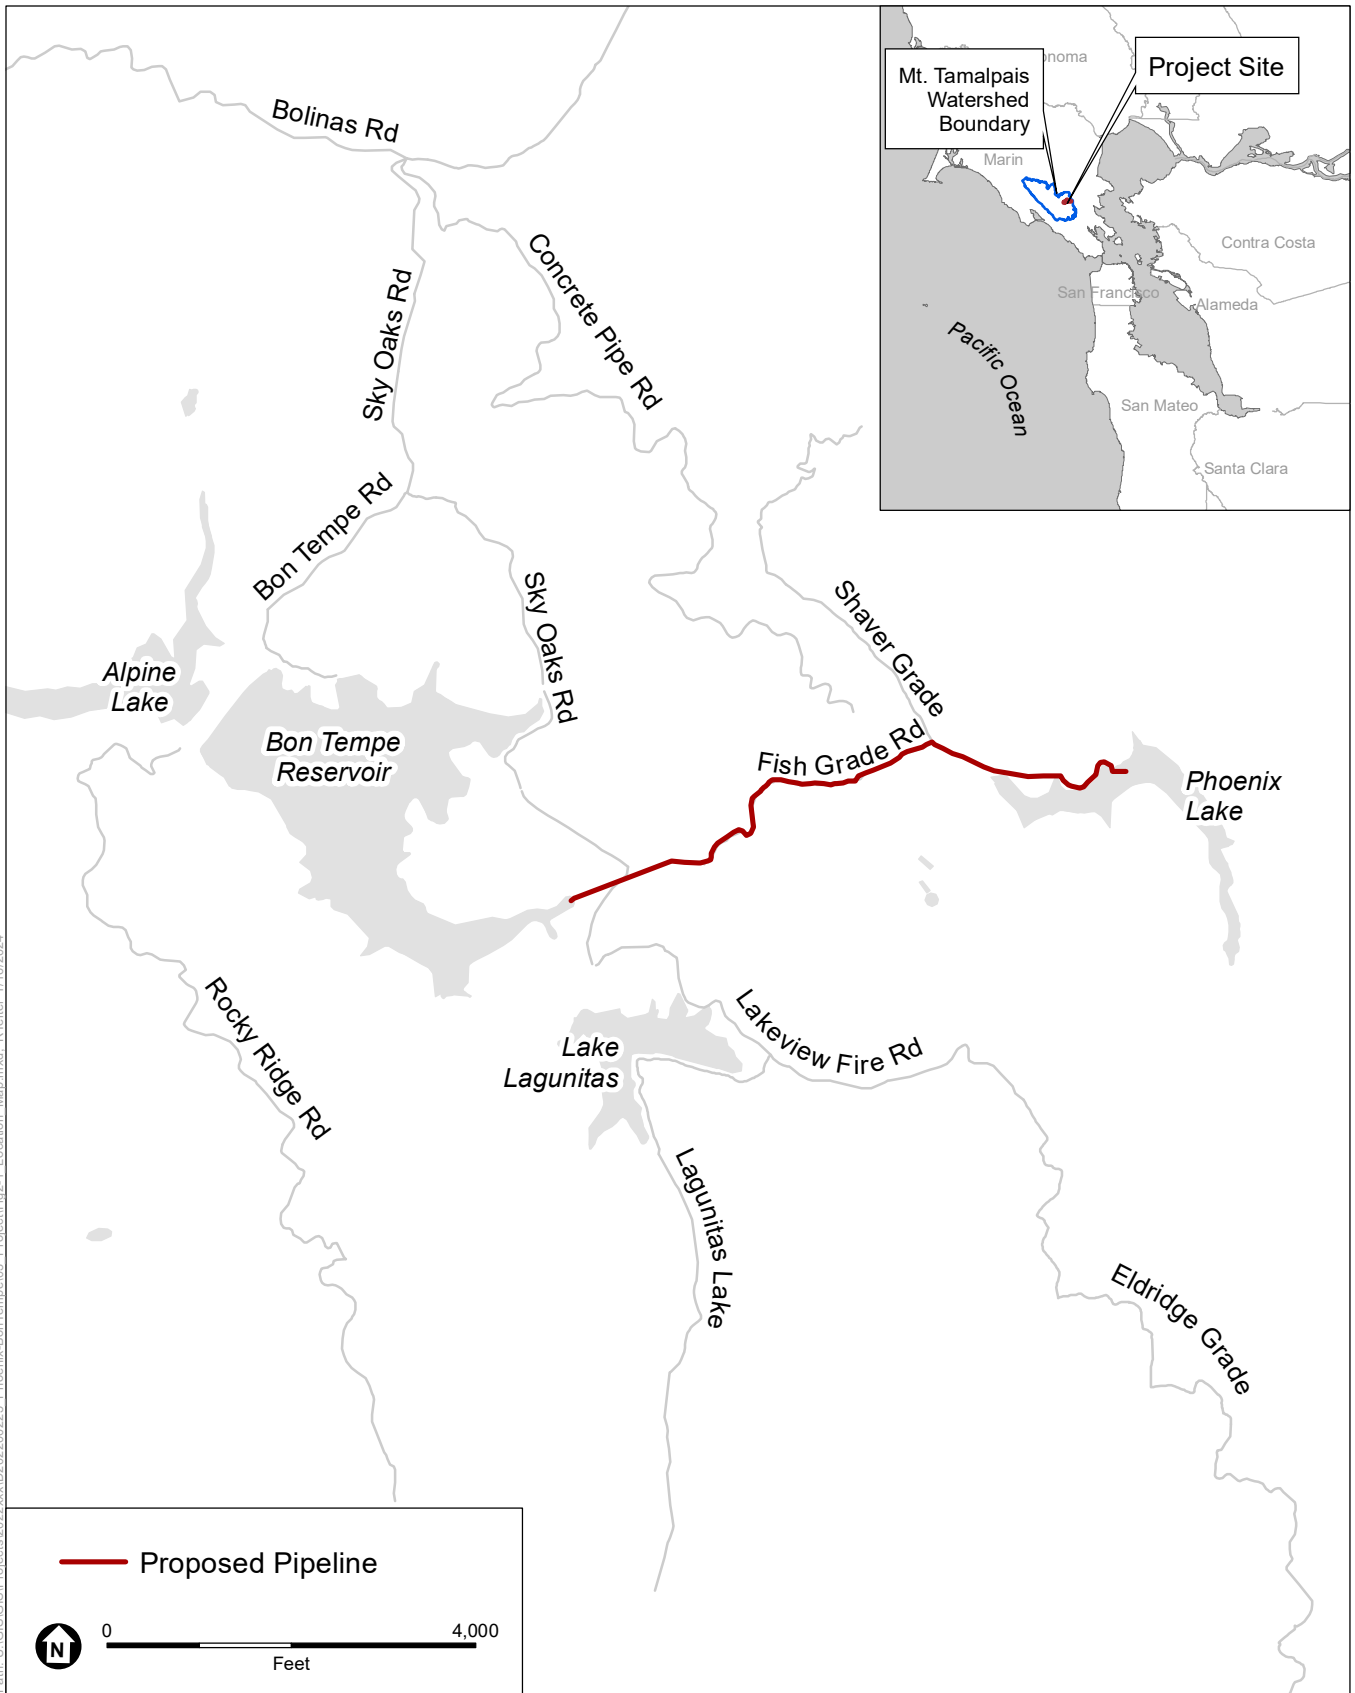 Bolinas Rd
Mt. Tamalpais
Watershed
Boundary
onoma
Project Site
Marin
Contra Costa
San Francisco
Alameda
Pacific Ocean
San Mateo
Santa Clara
Sky Oaks Rd
Concrete Pipe Rd
Bon Tempe Rd
Sky Oaks Rd
Shaver Grade
Alpine
Lake
Bon Tempe
Reservoir
Fish Grade Rd
Phoenix
Lake
Rocky Ridge Rd
Lake
Lagunitas
Lakeview Fire Rd
Lagunitas Lake
Eldridge Grade
Proposed Pipeline
N
0
4,000
Feet